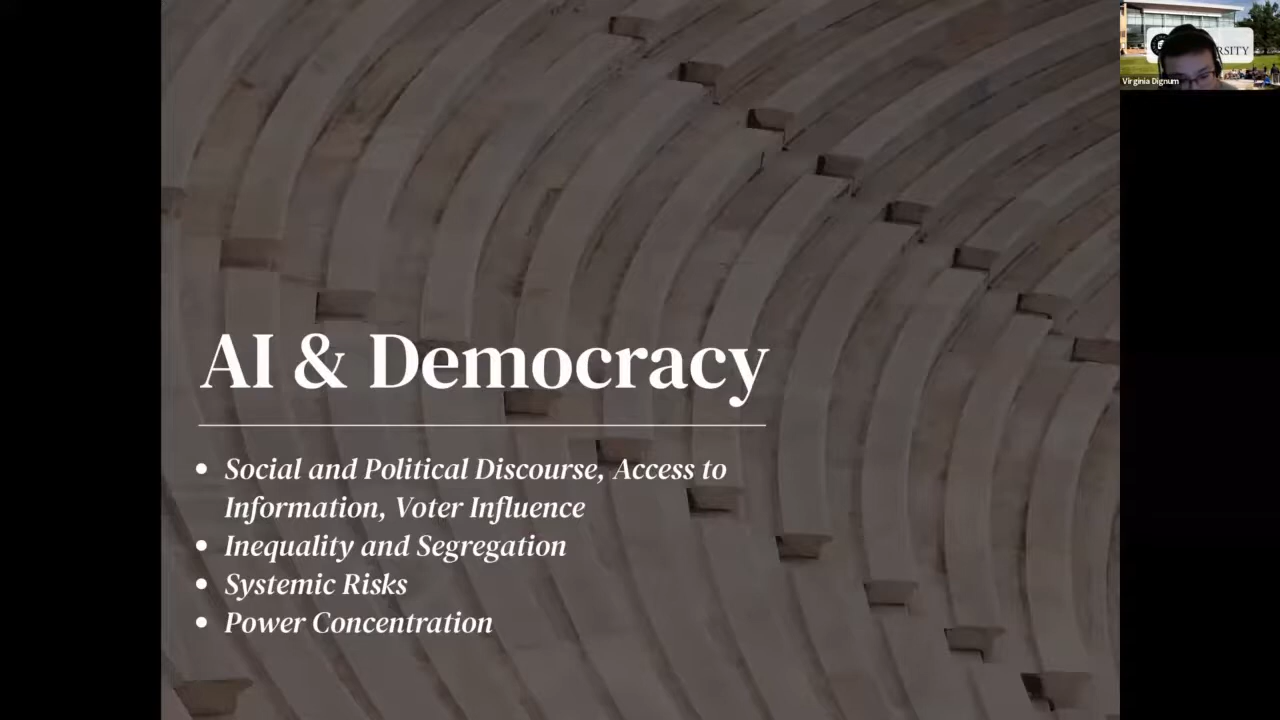 AI & Democracy
• Social and Political Discourse, Access to
Information, Voter Influence
• Inequality and Segregation
• Systemic Risks
• Power Concentration
RSITY
Virginia Dignum